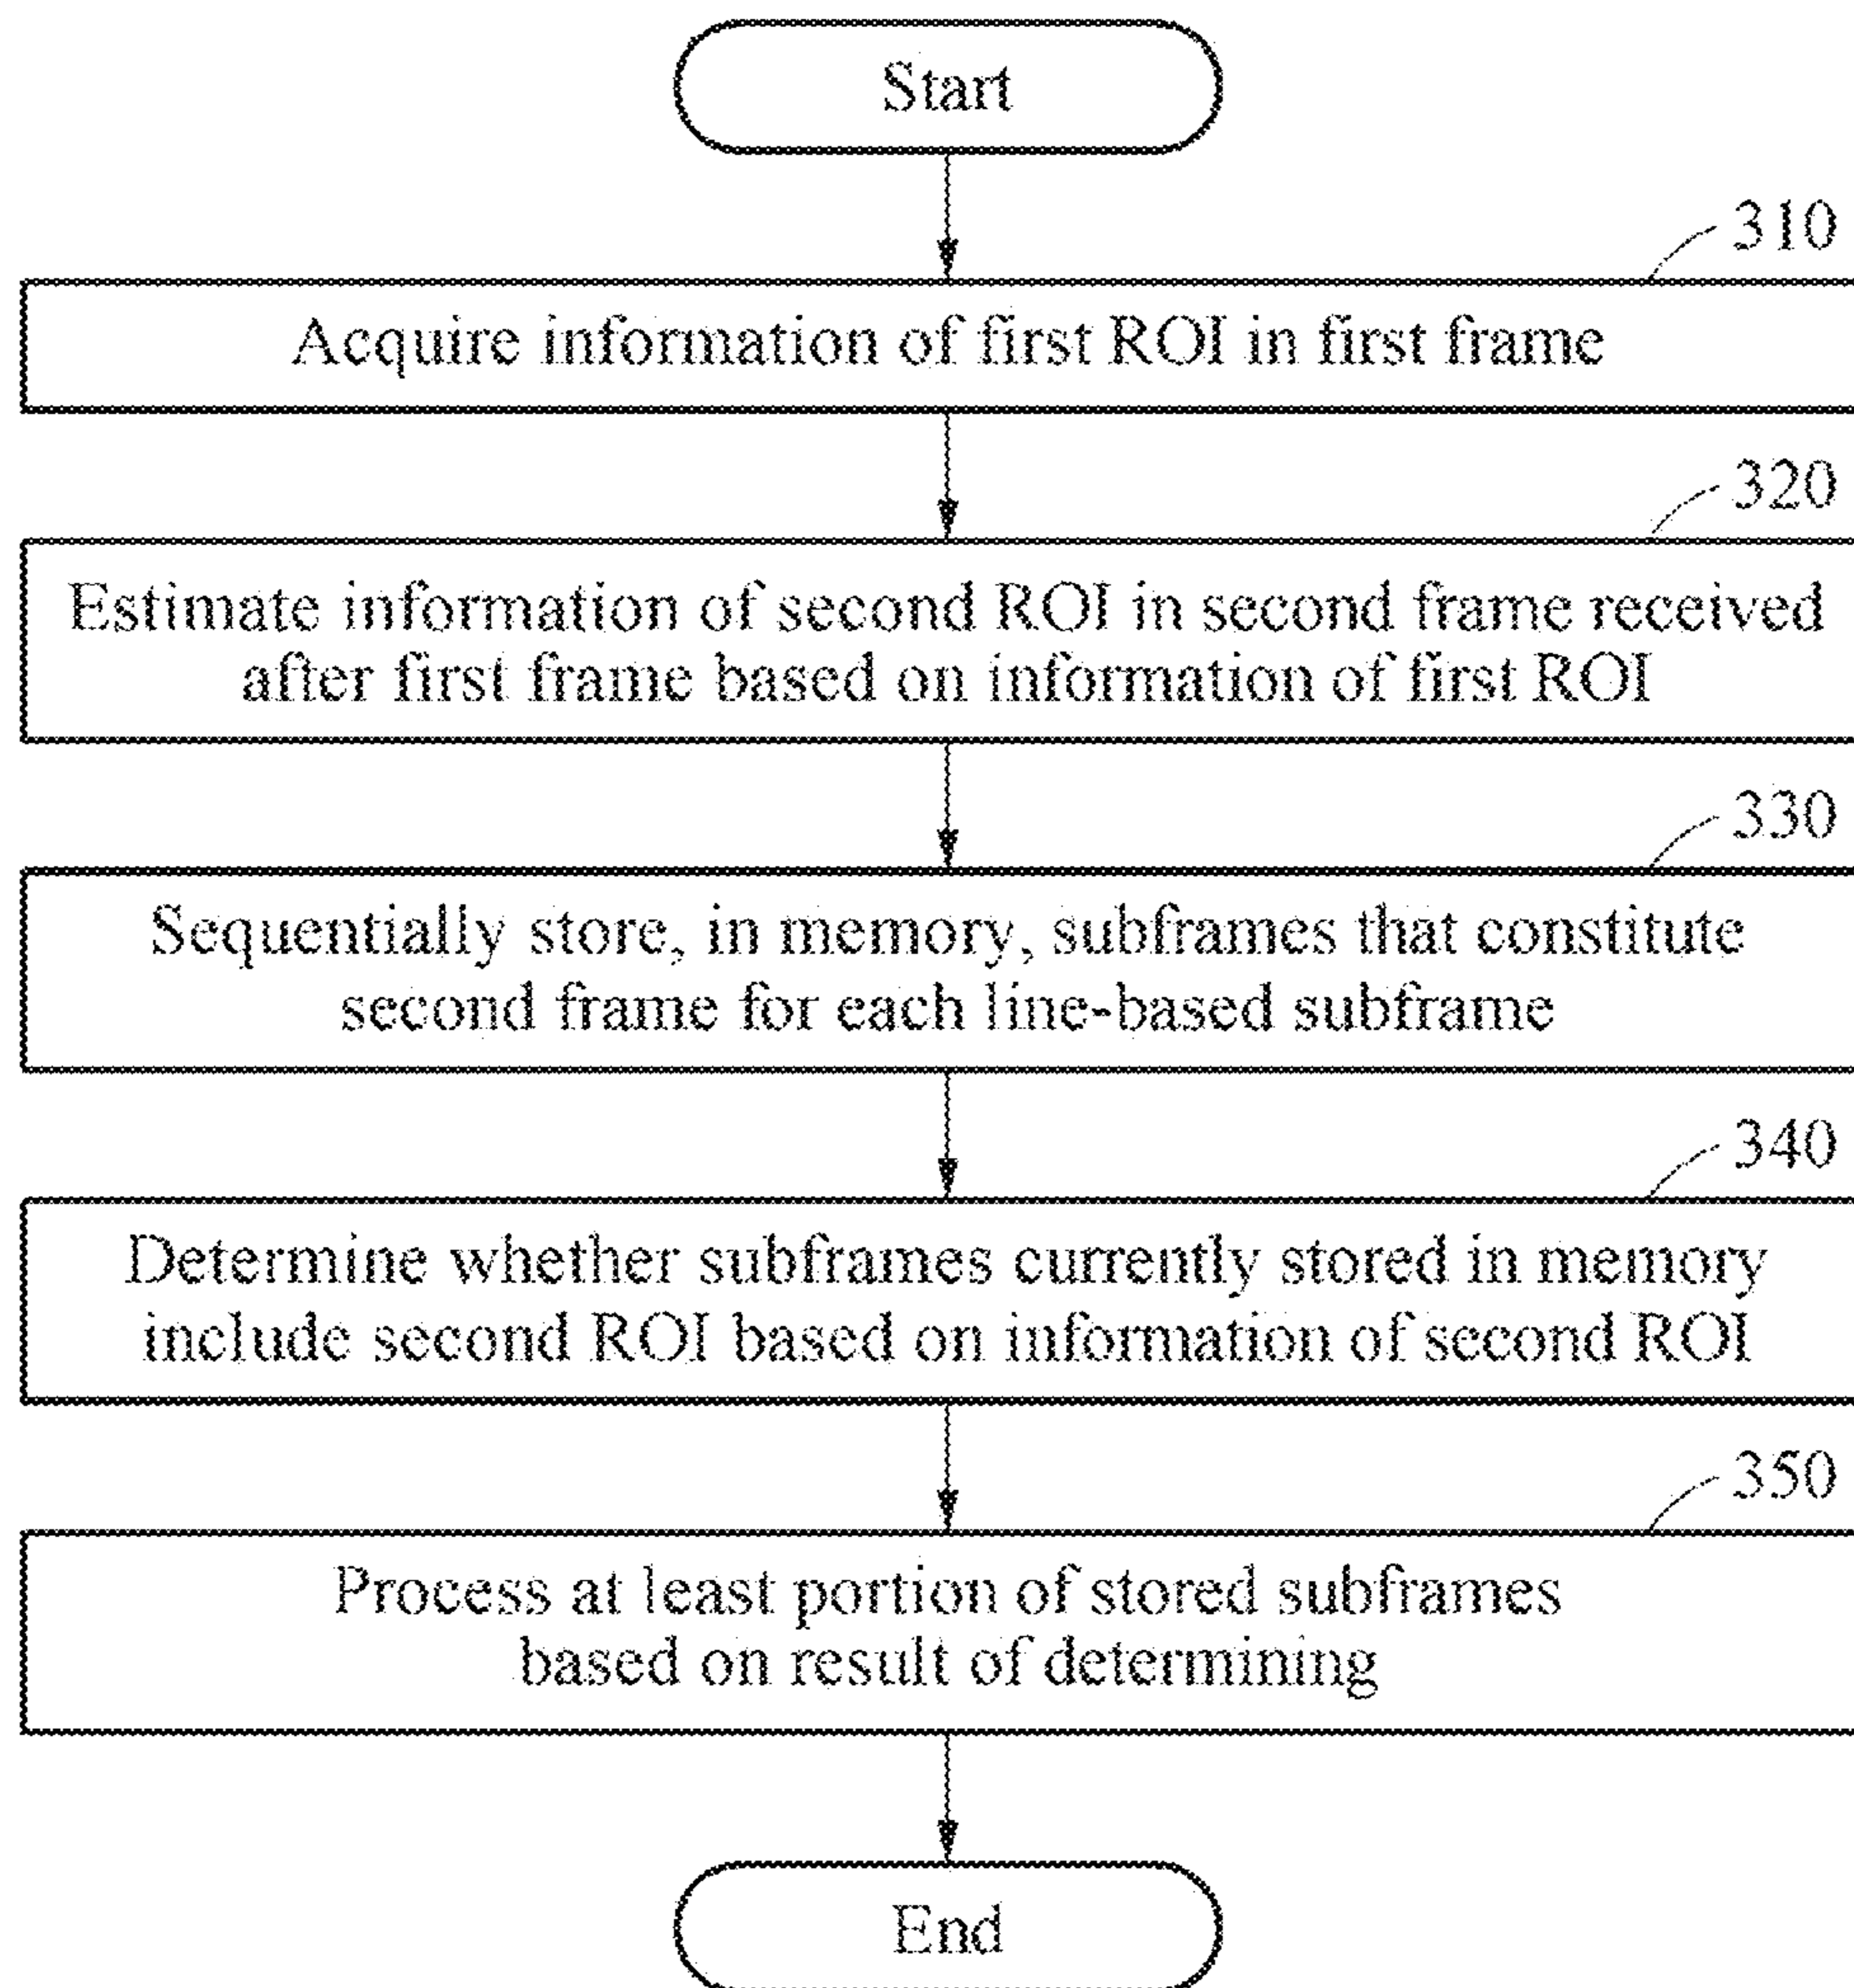 Start
310
Acquire information of first ROI in first frame
320
Estimate information of second ROI in second frame received
after first frame based on information of first ROI
330
Sequentially store, in memory, subframes that constitute
second frame for each line-based subframe
340
Determine whether subframes currently stored in memory
include second ROI based on information of second ROI
350
Process at least portion of stored subframes
based on result of determining
End